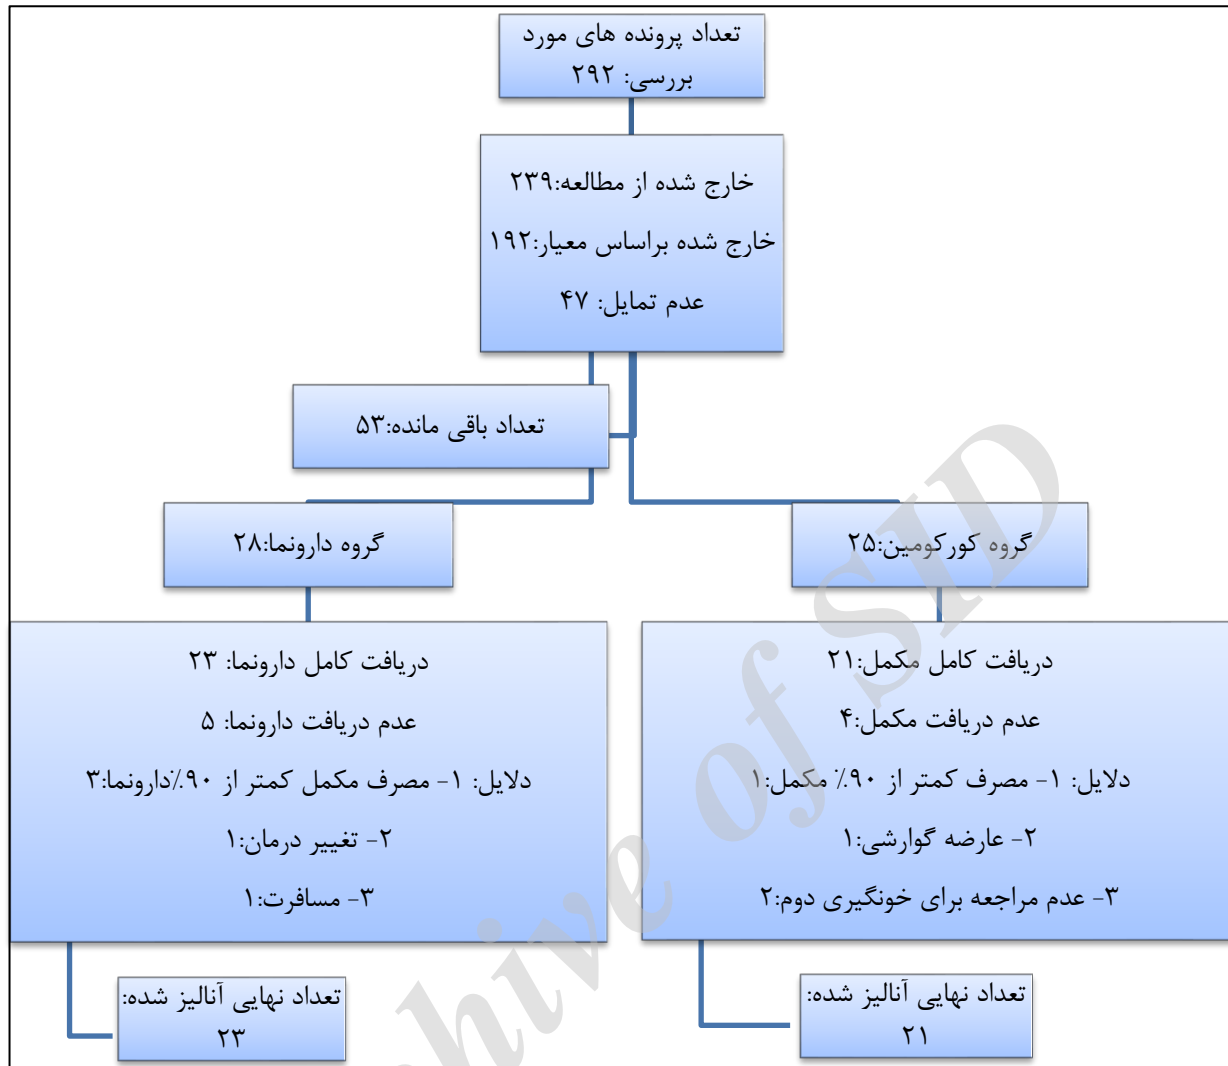 تعداد پرونده های مورد
بررسی: ۲۹۲
خارج شده از مطالعه:۲۳۹
خارج شده براساس معیار:۱۹۲
عدم تمایل: ۴۷
تعداد باقی مانده:۵۳
گروه کورکومین:۲۵
گروه دارونما:۲۸
دریافت کامل مکمل:۲۱
عدم دریافت مکمل:۴
دلایل: ۱- مصرف کمتر از ۹۰٪ مکمل:۱
۲- عارضه گوارشی:۱
۳- عدم مراجعه برای خونگیری دوم:۲
دریافت کامل دارونما: ۲۳
عدم دریافت دارونما: ۵
دلایل: ۱- مصرف مکمل کمتر از ۹۰٪دارونما:۳
۲- تغییر درمان:۱
۳- مسافرت:۱
تعداد نهایی آنالیز شده:
۲۱
تعداد نهایی آنالیز شده:
۲۳
Archive of SID